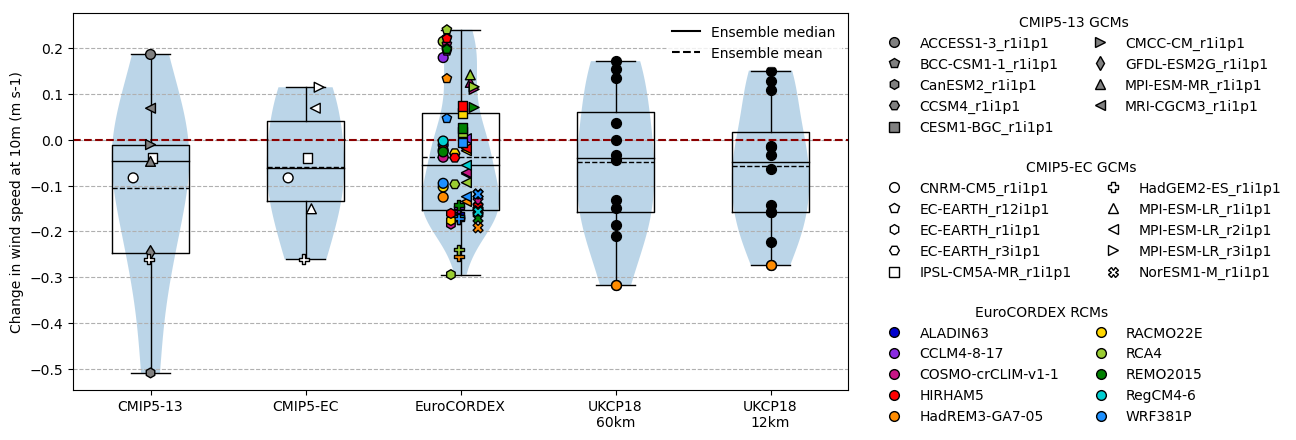 Change in wind speed at 10m (m s-1)
0.2
0.1
0.0
−0.1
−0.2
−0.3
−0.4
−0.5
Ensemble median
Ensemble mean
CMIP5-13
CMIP5-EC
EuroCORDEX
UKCP18
60km
UKCP18
12km
CMIP5-13 GCMs
ACCESS1-3_r1i1p1
BCC-CSM1-1_r1i1p1
CanESM2_r1i1p1
CCSM4_r1i1p1
CESM1-BGC_r1i1p1
CMCC-CM_r1i1p1
GFDL-ESM2G_r1i1p1
MPI-ESM-MR_r1i1p1
MRI-CGCM3_r1i1p1
CMIP5-EC GCMs
CNRM-CM5_r1i1p1
EC-EARTH_r12i1p1
EC-EARTH_r1i1p1
EC-EARTH_r3i1p1
IPSL-CM5A-MR_r1i1p1
HadGEM2-ES_r1i1p1
MPI-ESM-LR_r1i1p1
MPI-ESM-LR_r2i1p1
MPI-ESM-LR_r3i1p1
NorESM1-M_r1i1p1
EuroCORDEX RCMs
ALADIN63
CCLM4-8-17
COSMO-crCLIM-v1-1
HIRHAM5
HadREM3-GA7-05
RACMO22E
RCA4
REMO2015
RegCM4-6
WRF381P